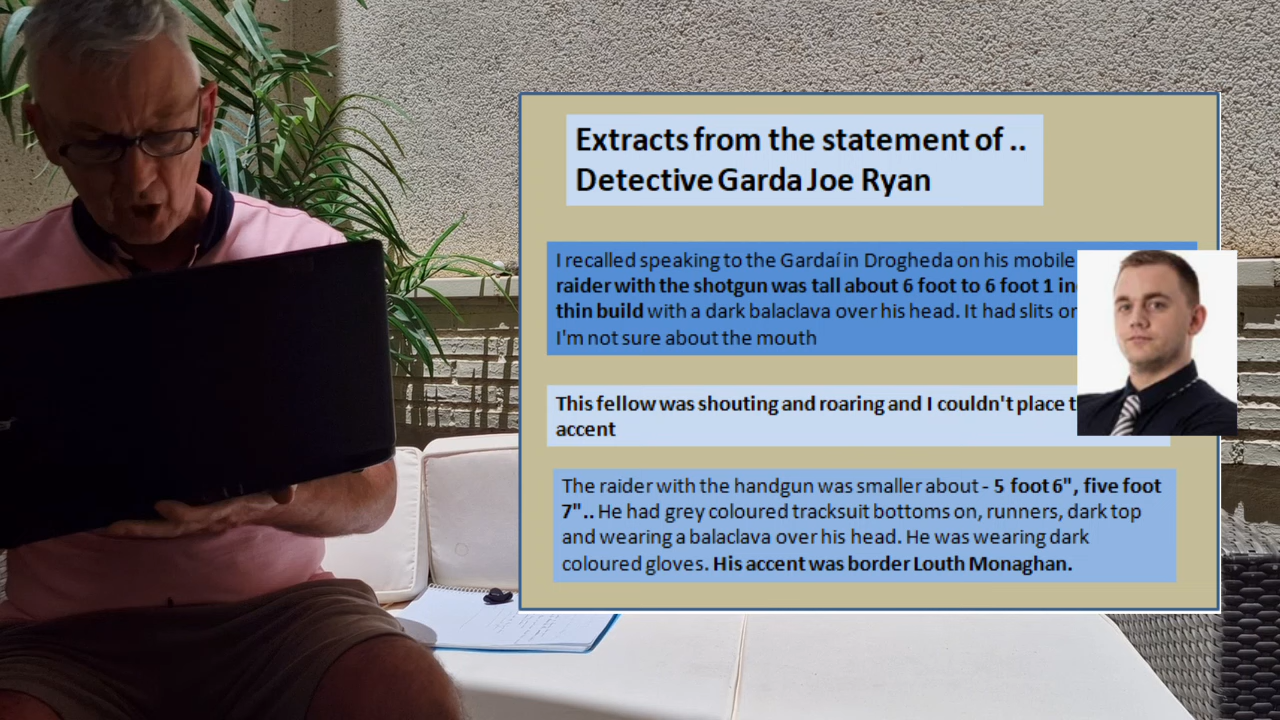 Extracts from the statement of ..
Detective Garda Joe Ryan
I recalled speaking to the Gardaí in Drogheda on his mobile
raider with the shotgun was tall about 6 foot to 6 foot 1
thin build with a dark balaclava over his head. It had slits
I'm not sure about the mouth
This fellow was shouting and roaring and I couldn't place
accent
The raider with the handgun was smaller about - 5 foot 6", five foot
7".. He had grey coloured tracksuit bottoms on, runners, dark top
and wearing a balaclava over his head. He was wearing dark
coloured gloves. His accent was border Louth Monaghan.